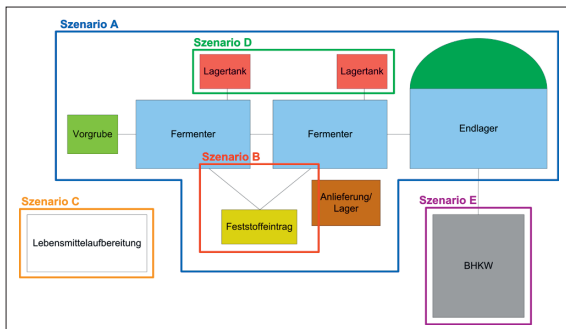 Szenario A
Szenario D
Lagertank
Lagertank
Vorgrube
Fermenter
Fermenter
Endlager
Szenario B
Szenario C
Anlieferung/
Lager
Feststoffeintrag
Szenario E
Lebensmittelaufbereitung
BHKW